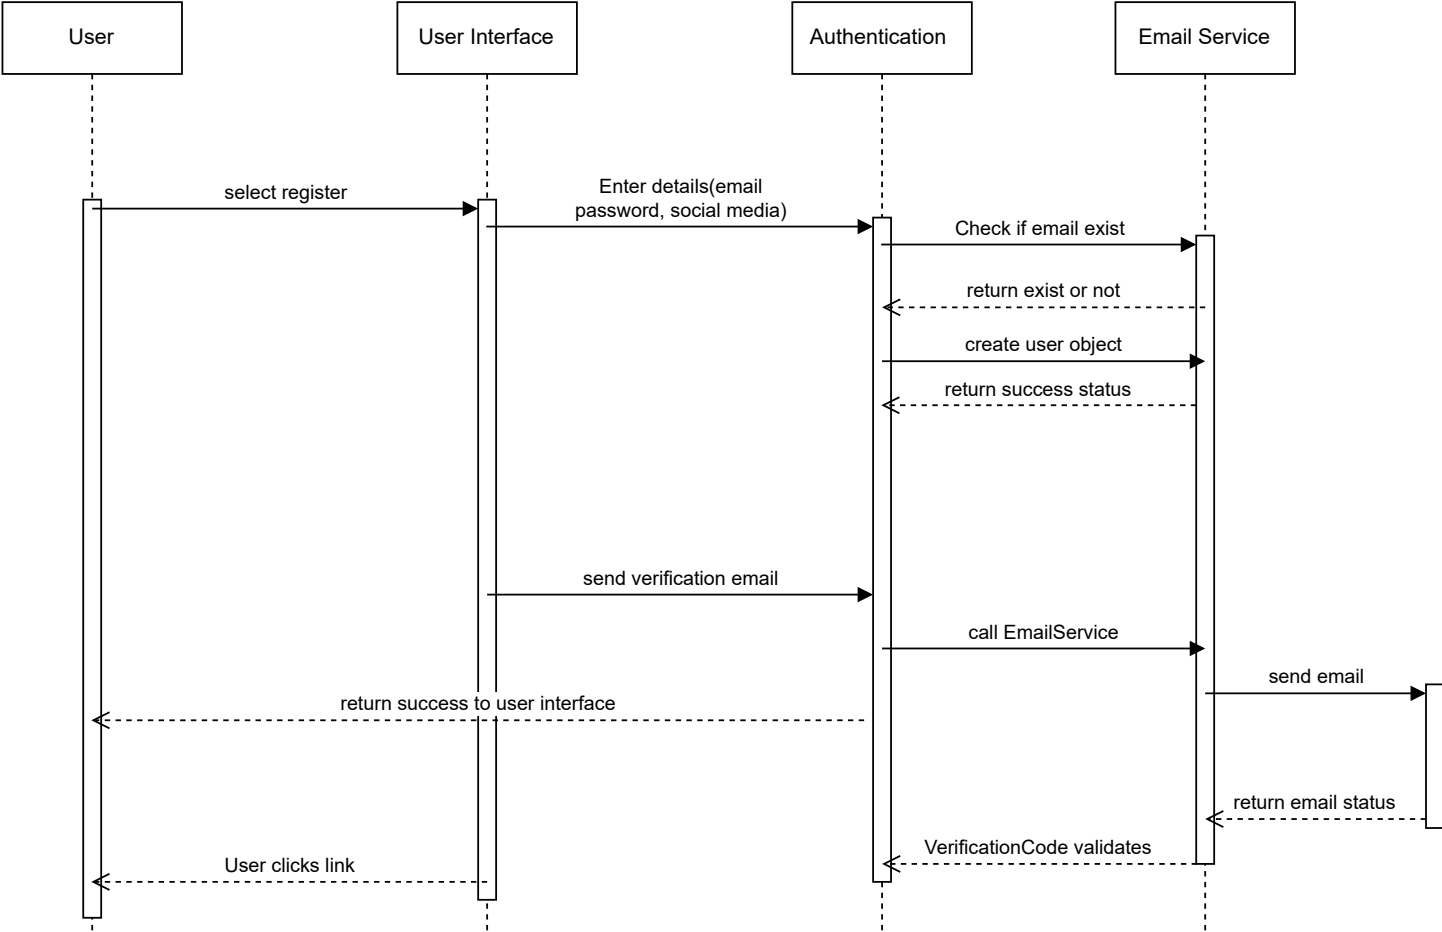 User
User Interface
Authentication
Email Service
select register
Enter details(email
password, social media)
Check if email exist
return exist or not
create user object
return success status
send verification email
call EmailService
send email
return success to user interface
return email status
VerificationCode validates
User clicks link